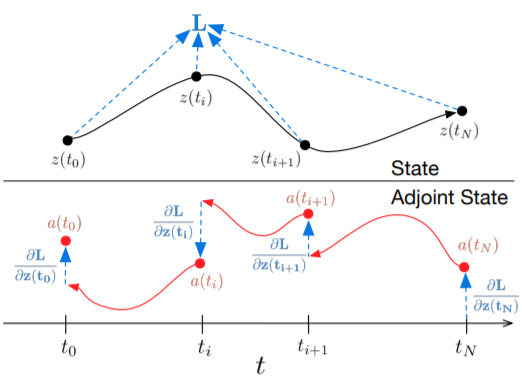 L
z(t_i)
z(t_0)
z(t_{i+1})
z(t_N)
State
Adjoint State
a(t_0)
∂L/∂z(t_i)
a(t_{i+1})
∂L/∂z(t_0)
a(t_i)
∂L/∂z(t_{i+1})
a(t_N)
∂L/∂z(t_N)
t_0 t_i t_{i+1} t_N
t